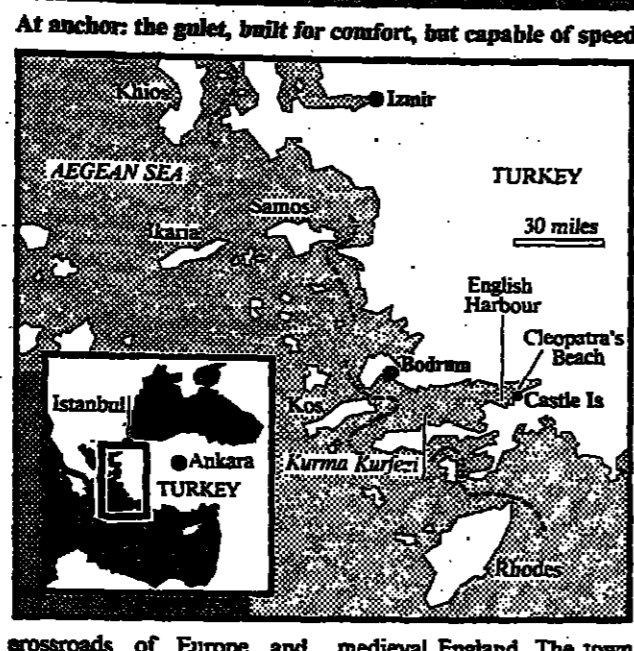 At anchor: the gulet, built for comfort, but capable of speed
Khios
Izmir
AEGEAN SEA
TURKEY
Samos
30 miles
Ikaria
English
Harbour
Cleopatra's
Beach
Bodrum
Istanbul
Kos
Castle Is
Ankara
Kurma Kurfezi
TURKEY
Rhodes
crossroads of Europe and
medieval England. The town